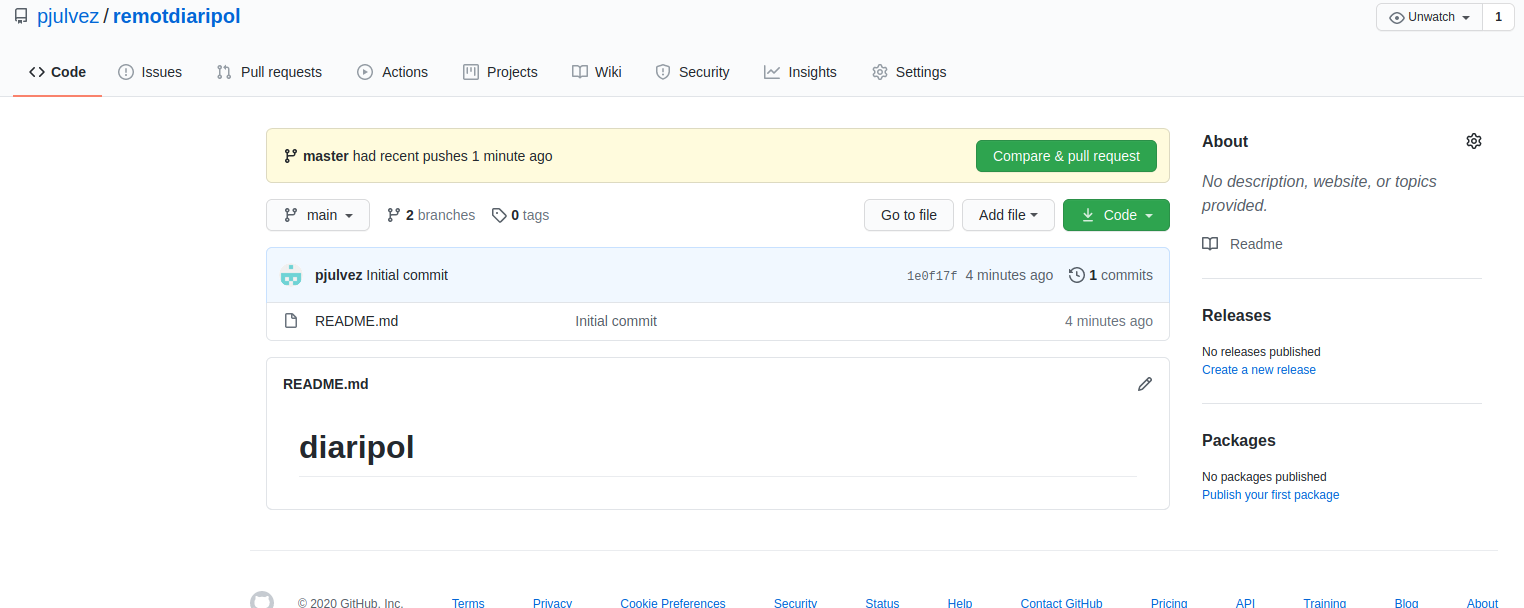 pjulvez / remotdiaripol
Unwatch 1
Code Issues Pull requests Actions Projects Wiki Security Insights Settings
master had recent pushes 1 minute ago
Compare & pull request
main 2 branches 0 tags
Go to file Add file Code
pjulvez Initial commit
1e0f17f 4 minutes ago 1 commits
README.md Initial commit 4 minutes ago
README.md
diaripol
About
No description, website, or topics
provided.
Readme
Releases
No releases published
Create a new release
Packages
No packages published
Publish your first package
© 2020 GitHub, Inc. Terms Privacy Cookie Preferences Security Status Help Contact GitHub Pricing API Training Blog About